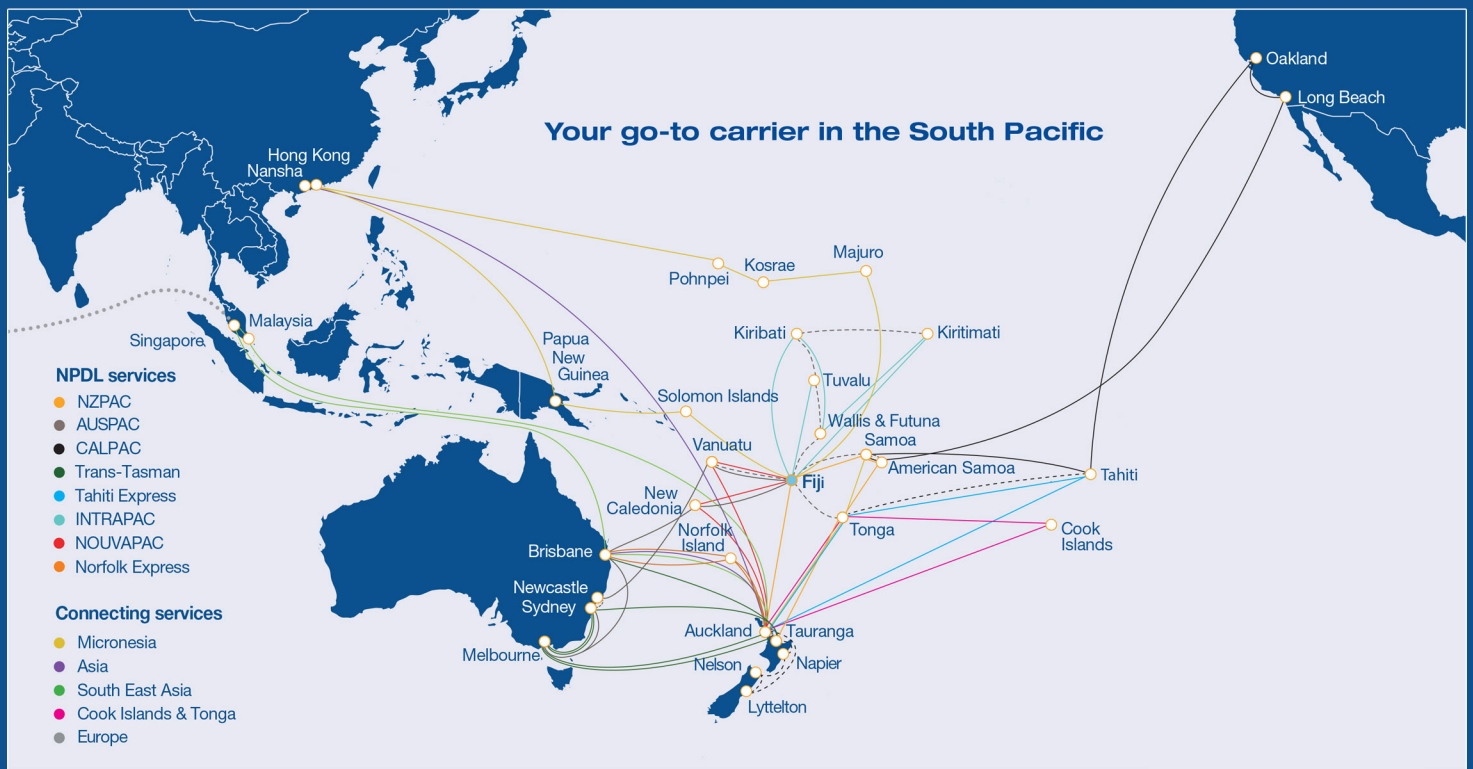 Your go-to carrier in the South Pacific
Oakland
Long Beach
Hong Kong
Nansha
Majuro
Kosrae
Pohnpei
Malaysia
Singapore
Kiribati
Kiritimati
Papua
New
Guinea
Tuvalu
Solomon Islands
Wallis & Futuna
Samoa
American Samoa
Vanuatu
Fiji
Tahiti
New
Caledonia
Norfolk
Island
Tonga
Cook
Islands
Brisbane
Newcastle
Sydney
Auckland
Tauranga
Melbourne
Nelson
Napier
Lyttelton
NPDL services
NZPAC
AUSPAC
CALPAC
Trans-Tasman
Tahiti Express
INTRAPAC
NOUVAPAC
Norfolk Express
Connecting services
Micronesia
Asia
South East Asia
Cook Islands & Tonga
Europe